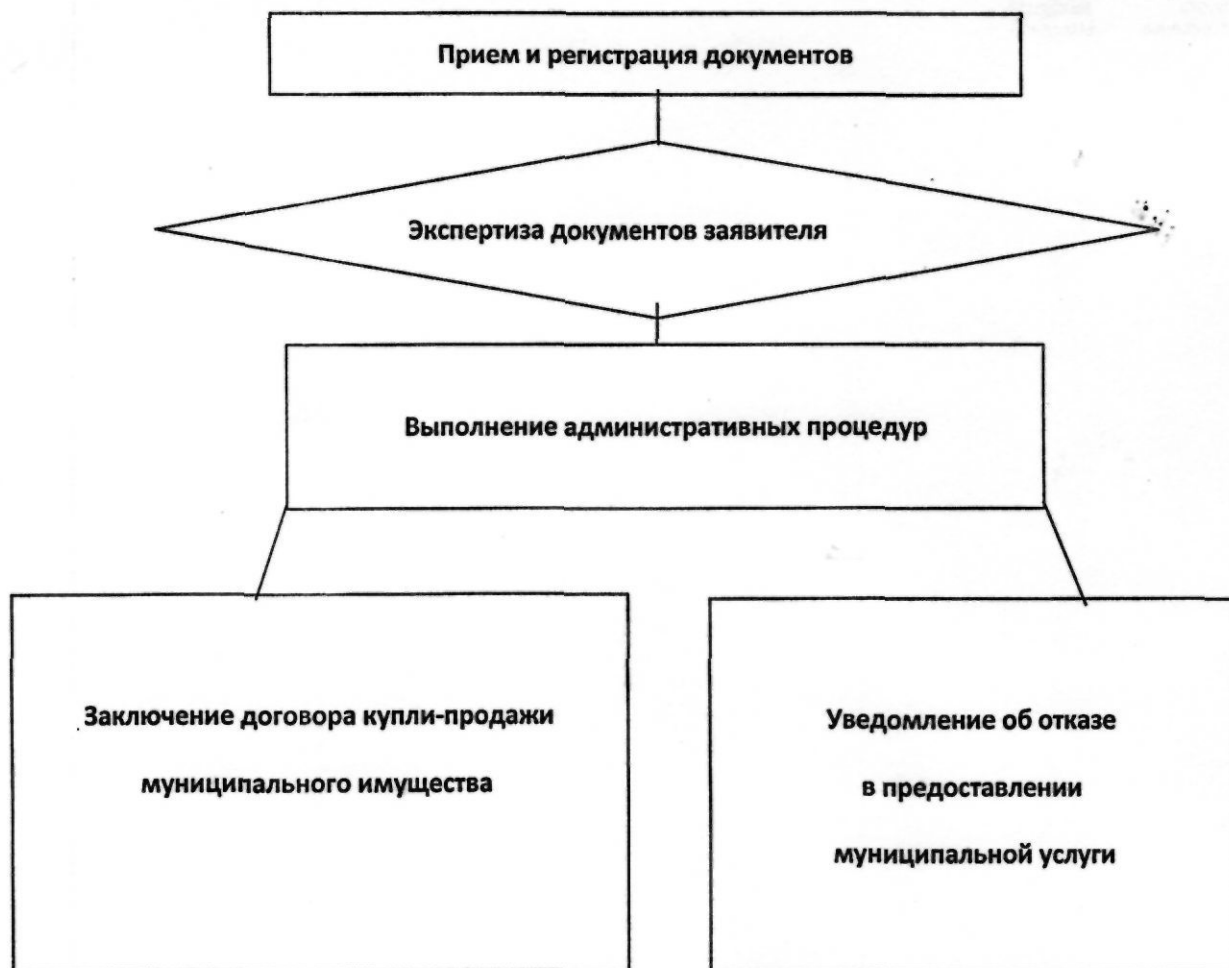 Прием и регистрация документов
Экспертиза документов заявителя
Выполнение административных процедур
Заключение договора купли-продажи
муниципального имущества
Уведомление об отказе
в предоставлении
муниципальной услуги